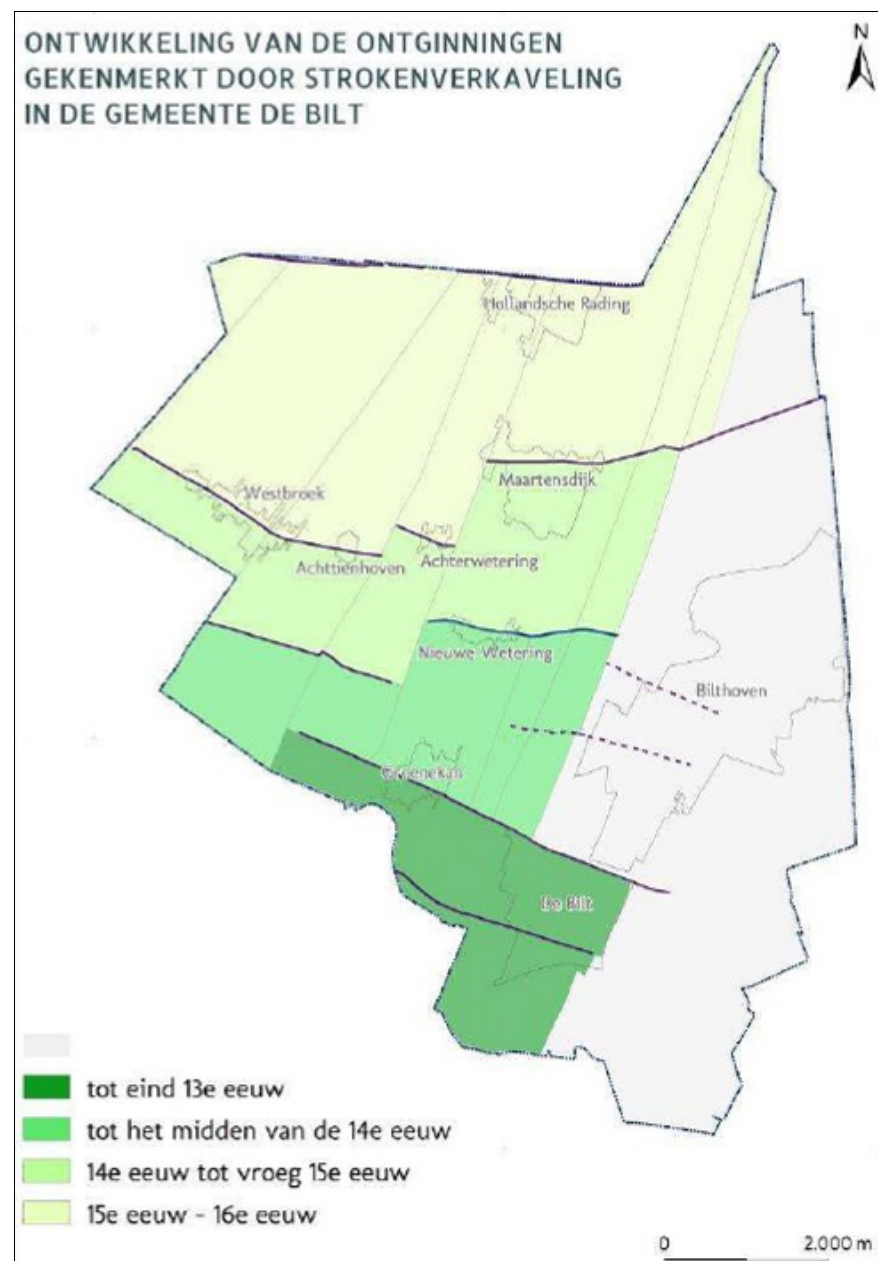 ONTWIKKELING VAN DE ONTGINNINGEN
GEKENMERKT DOOR STROKENVERKAVELING
IN DE GEMEENTE DE BILT
N
Hollandsche Rading
Maartensdijk
Westbroek
Achttienhoven
Achterwetering
Nieuwe-Wetering
Bilthoven
Groenekan
De Bilt
tot eind 13e eeuw
tot het midden van de 14e eeuw
14e eeuw tot vroeg 15e eeuw
15e eeuw - 16e eeuw
0 2.000 m